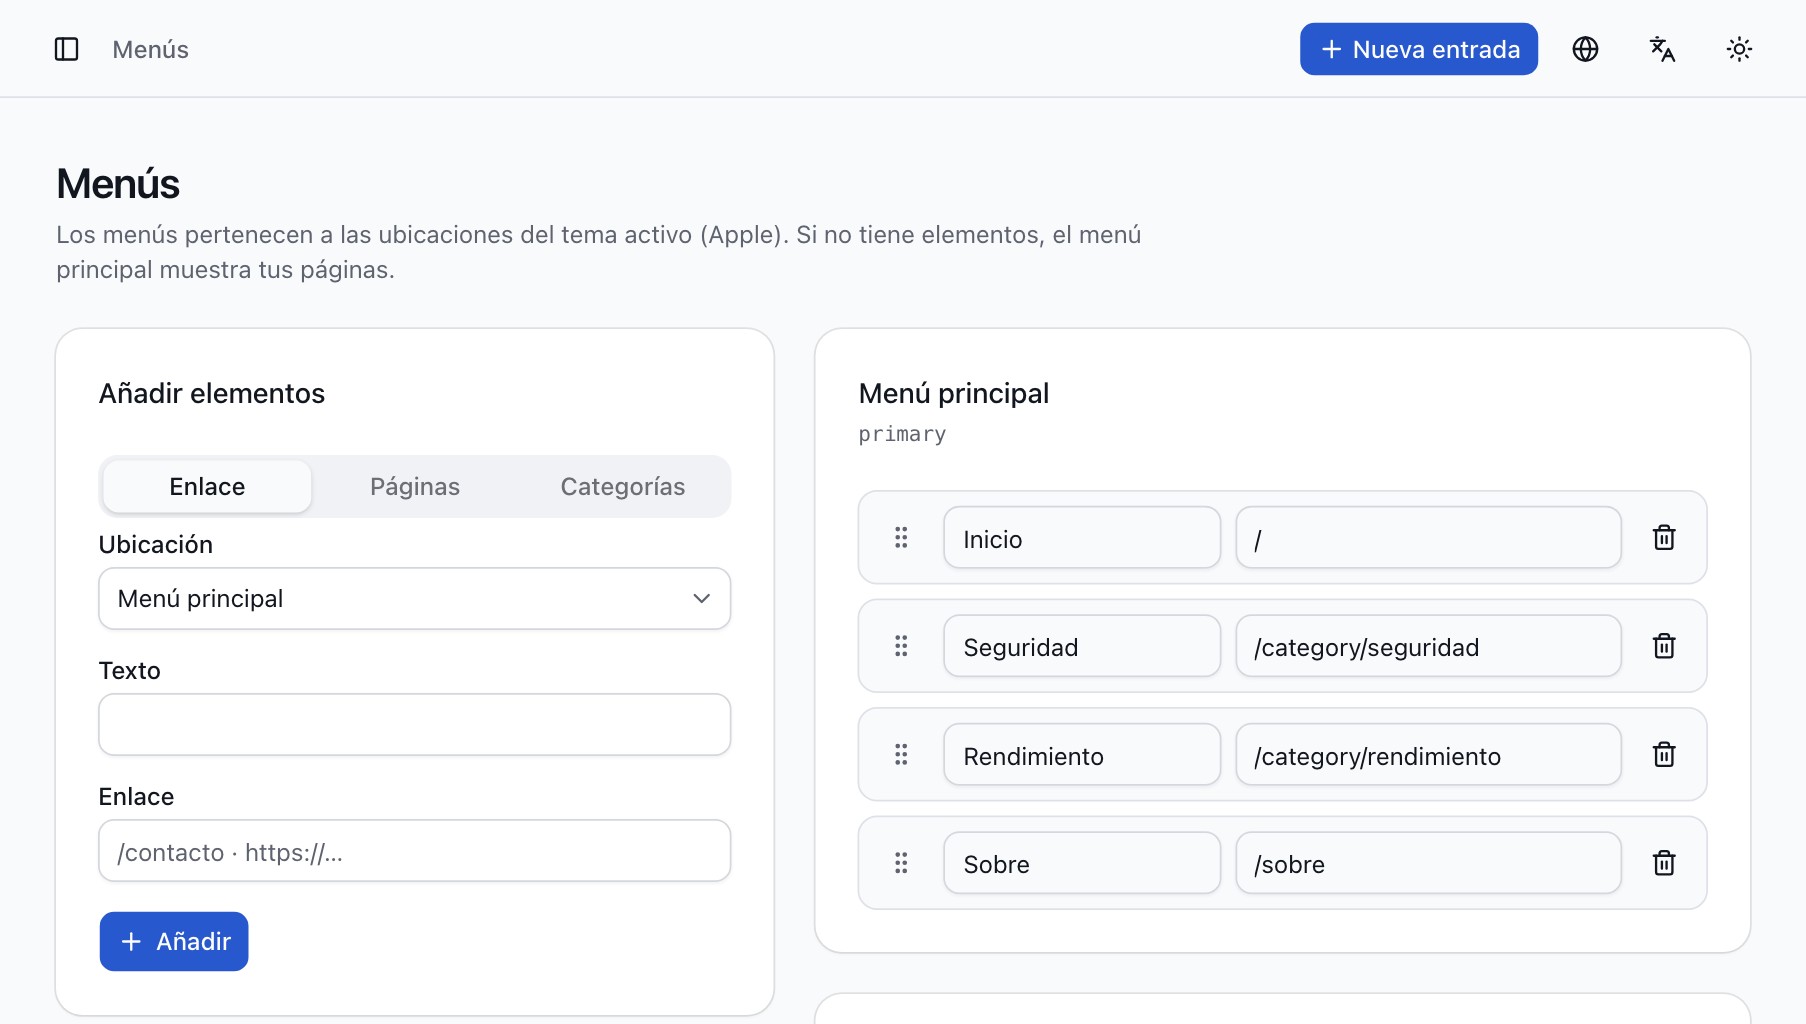 Menús
Nueva entrada
Menús
Los menús pertenecen a las ubicaciones del tema activo (Apple). Si no tiene elementos, el menú
principal muestra tus páginas.
Añadir elementos
Enlace
Páginas
Categorías
Ubicación
Menú principal
Texto
Enlace
/contacto · https://...
Añadir
Menú principal
primary
Inicio
/
Seguridad
/category/seguridad
Rendimiento
/category/rendimiento
Sobre
/sobre